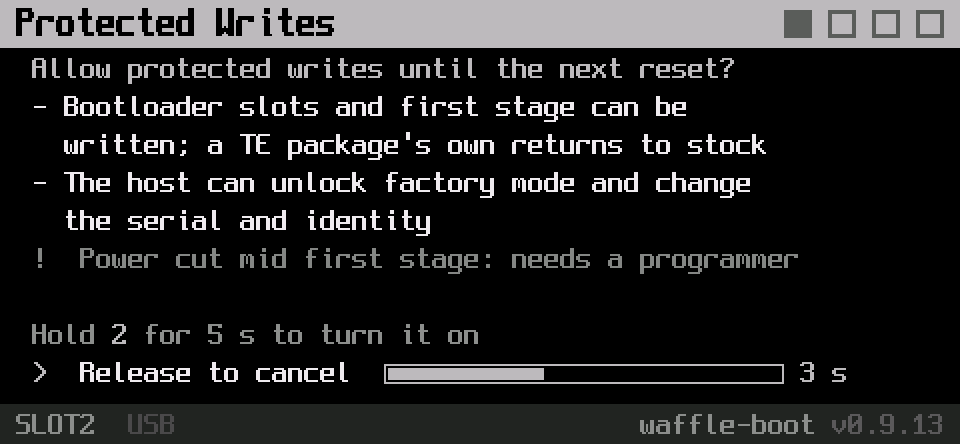 Protected Writes
Allow protected writes until the next reset?
- Bootloader slots and first stage can be
written; a TE package's own returns to stock
- The host can unlock factory mode and change
the serial and identity
! Power cut mid first stage: needs a programmer
Hold 2 for 5 s to turn it on
> Release to cancel 3 s
SLOT2 USB waffle-boot v0.9.13